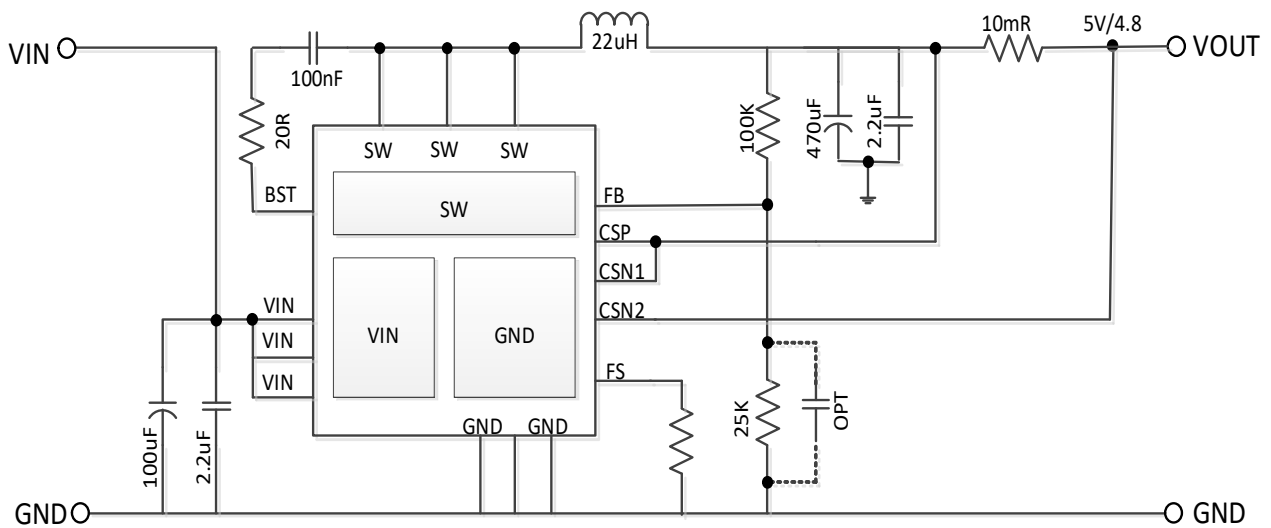 22uH
10mR
5V/4.8
VIN
VOUT
100nF
20R
100K
470uF
2.2uF
SW
SW
SW
BST
SW
FB
CSP
CSN1
CSN2
VIN
VIN
VIN
VIN
GND
FS
GND
GND
100uF
2.2uF
25K
OPT
GND
GND